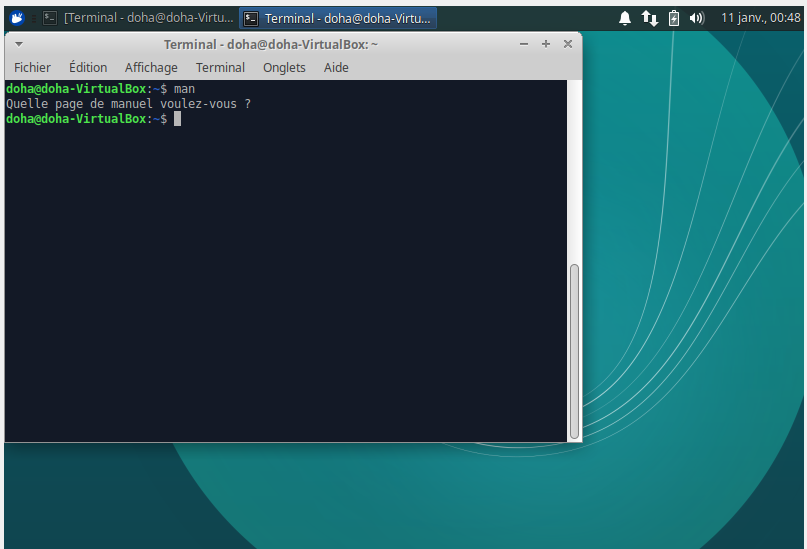 [Terminal - doha@doha-Virtu...
Terminal - doha@doha-Virtu...
11 janv., 00:48
Terminal - doha@doha-VirtualBox: ~
Fichier Édition Affichage Terminal Onglets Aide
doha@doha-VirtualBox:~$ man
Quelle page de manuel voulez-vous ?
doha@doha-VirtualBox:~$